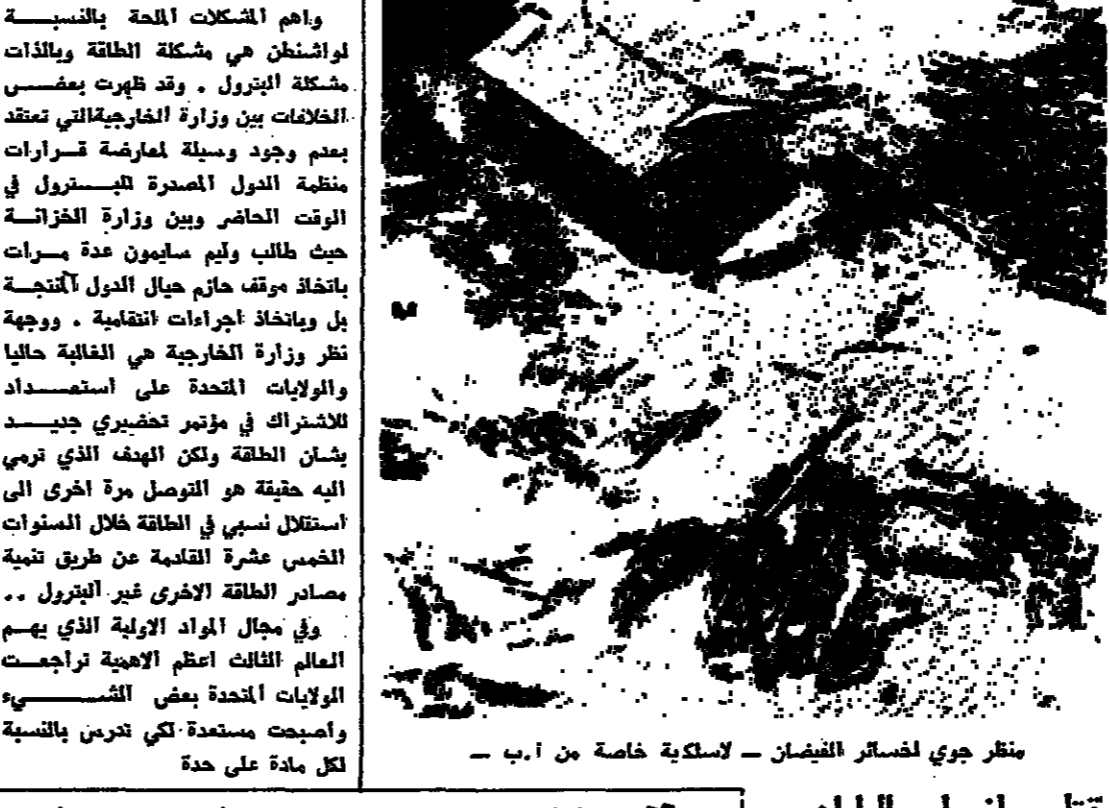 واهم المشكلات الملحة بالنسبة
لواشنطن هي مشكلة الطاقة وبالذات
مشكلة البترول . وقد ظهرت بعض
الخلافات بين وزارة الخارجيةالتي تعتقد
بعدم وجود وسيلة لمعارضة قرارات
منظمة الدول المصدرة للبترول في
الوقت الحاضر وبين وزارة الخزانة
حيث طالب وليم سايمون عدة مرات
باتخاذ موقف حازم حيال الدول المنتجة
بل وباتخاذ اجراءات انتقامية . ووجهة
نظر وزارة الخارجية هي الغالبة حاليا
والولايات المتحدة على استعداد
للاشتراك في مؤتمر تحضيري جديد
بشان الطاقة ولكن الهدف الذي ترمي
اليه حقيقة هو التوصل مرة اخرى الى
استقلال نسبي في الطاقة خلال السنوات
الخمس عشرة القادمة عن طريق تنمية
مصادر الطاقة الاخرى غير البترول ..
وفي مجال المواد الاولية الذي يهم
العالم الثالث اعظم الاهمية تراجعت
الولايات المتحدة بعض الشيء
وأصبحت مستعدة لكي تدرس بالنسبة
لكل مادة على حدة
منظر جوي لخسائر الفيضان ــ لاسلكية خاصة من أ.ب ــ